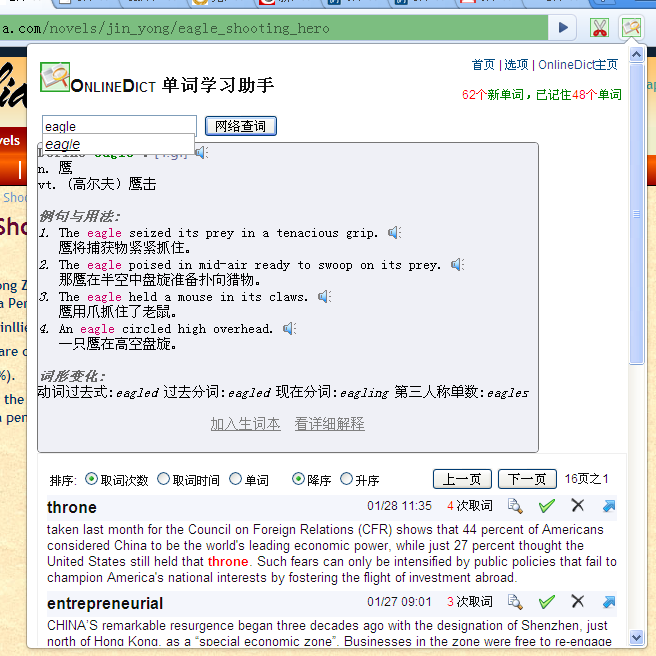 a.com/novels/jin_yong/eagle_shooting_hero
首页 | 选项 | OnlineDict主页
ONLINEDICT 单词学习助手
62个新单词，已记住48个单词
eagle
网络查词
eagle
n. 鹰
vt. （高尔夫）鹰击
例句与用法:
1. The eagle seized its prey in a tenacious grip.
鹰将捕获物紧紧抓住。
2. The eagle poised in mid-air ready to swoop on its prey.
那鹰在半空中盘旋准备扑向猎物。
3. The eagle held a mouse in its claws.
鹰用爪抓住了老鼠。
4. An eagle circled high overhead.
一只鹰在高空盘旋。
词形变化:
动词过去式:eagled 过去分词:eagled 现在分词:eagling 第三人称单数:eagles
加入生词本 看详细解释
排序: 取词次数 取词时间 单词 降序 升序 上一页 下一页 16页之1
throne 01/28 11:35 4 次取词
taken last month for the Council on Foreign Relations (CFR) shows that 44 percent of Americans
considered China to be the world's leading economic power, while just 27 percent thought the
United States still held that throne. Such fears can only be intensified by public policies that fail to
champion America's national interests by fostering the flight of investment abroad.
entrepreneurial 01/27 09:01 3 次取词
CHINA'S remarkable resurgence began three decades ago with the designation of Shenzhen, just
north of Hong Kong, as a “special economic zone”. Businesses in the zone were free to re-engage